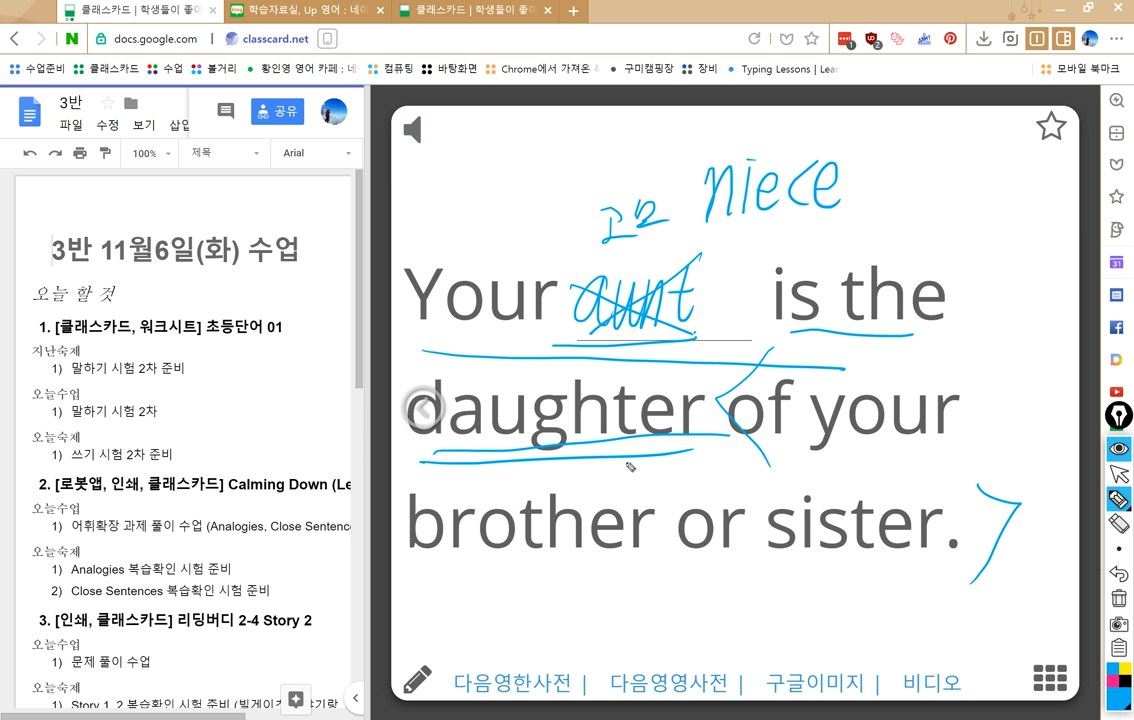 클래스카드 | 학생들이 좋아
학습자료실, Up 영어 : 네이
클래스카드 | 학생들이 좋아
docs.google.com | classcard.net
수업준비 클래스카드 수업 볼거리 황인영 영어 카페 : 네 컴퓨팅 바탕화면 Chrome에서 가져온 구미캠핑장 장비 Typing Lessons | Lear 모바일 북마크
3반
파일 수정 보기 삽입
공유
100% 제목 Arial
3반 11월6일(화) 수업
오늘 할 것
1. [클래스카드, 워크시트] 초등단어 01
지난숙제
1) 말하기 시험 2차 준비
오늘수업
1) 말하기 시험 2차
오늘숙제
1) 쓰기 시험 2차 준비
2. [로봇앱, 인쇄, 클래스카드] Calming Down (Le
오늘수업
1) 어휘확장 과제 풀이 수업 (Analogies, Close Sentenc
오늘숙제
1) Analogies 복습확인 시험 준비
2) Close Sentences 복습확인 시험 준비
3. [인쇄, 클래스카드] 리딩버디 2-4 Story 2
오늘수업
1) 문제 풀이 수업
오늘숙제
niece
고모
Your aunt is the
daughter of your
brother or sister.
다음영한사전 | 다음영영사전 | 구글이미지 | 비디오